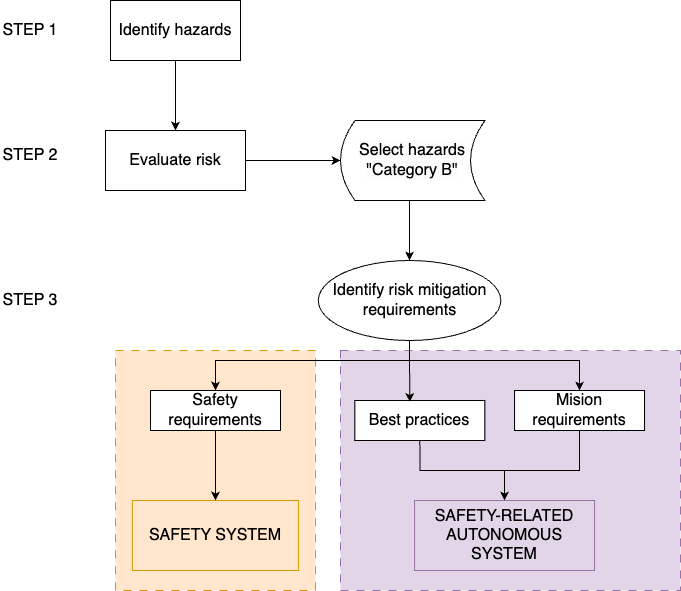 STEP 1
Identify hazards
STEP 2
Evaluate risk
Select hazards
"Category B"
STEP 3
Identify risk mitigation
requirements
Safety
requirements
Best practices
Mision
requirements
SAFETY SYSTEM
SAFETY-RELATED
AUTONOMOUS
SYSTEM